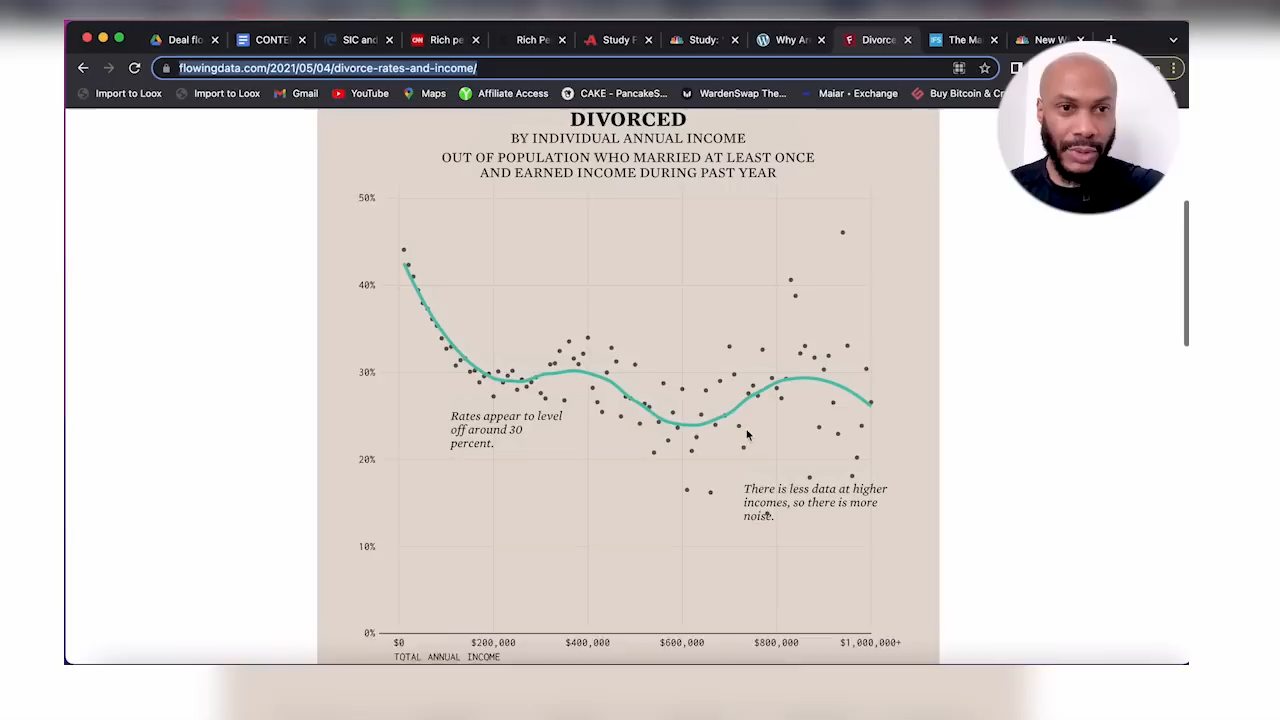 Deal flo
CONTE
SIC and
Rich pe
Rich Pe
Study F
Study:
Why Ar
Divorce
The Ma
New W
flowingdata.com/2021/05/04/divorce-rates-and-income/
Import to Loox
Import to Loox
Gmail
YouTube
Maps
Affiliate Access
CAKE - PancakeS...
WardenSwap The...
Maiar • Exchange
Buy Bitcoin & Cr
DIVORCED
BY INDIVIDUAL ANNUAL INCOME
OUT OF POPULATION WHO MARRIED AT LEAST ONCE
AND EARNED INCOME DURING PAST YEAR
50%
40%
30%
20%
10%
0%
Rates appear to level
off around 30
percent.
There is less data at higher
incomes, so there is more
noise.
$0
$200,000
$400,000
$600,000
$800,000
$1,000,000+
TOTAL ANNUAL INCOME